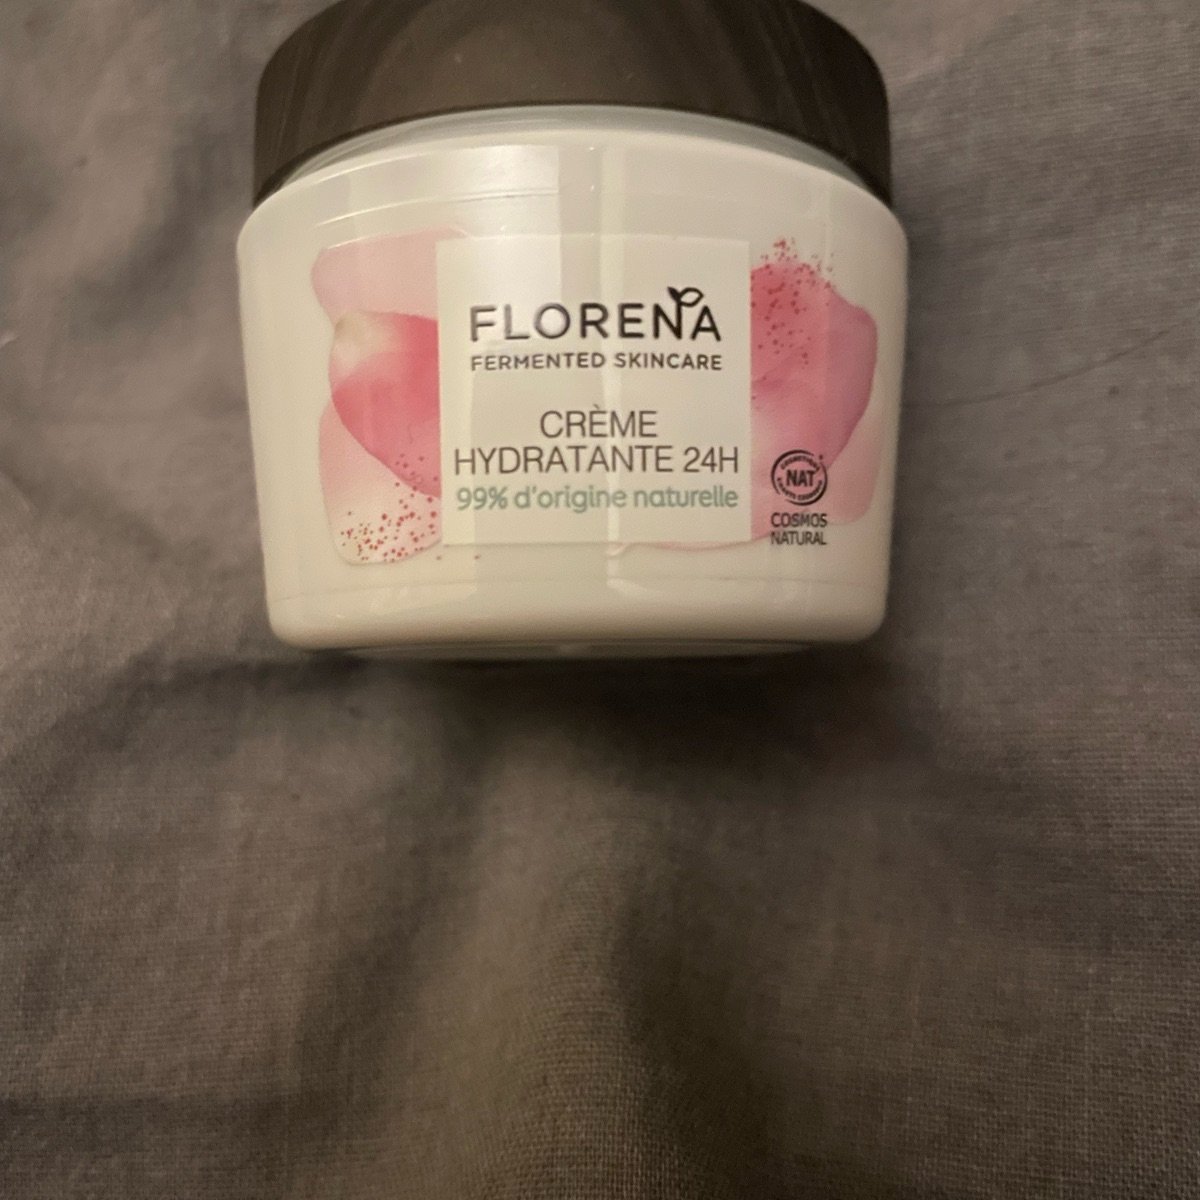 FLORENA
FERMENTED SKINCARE
CRÈME
HYDRATANTE 24H
99% d'origine naturelle
NAT
COSMOS
NATURAL